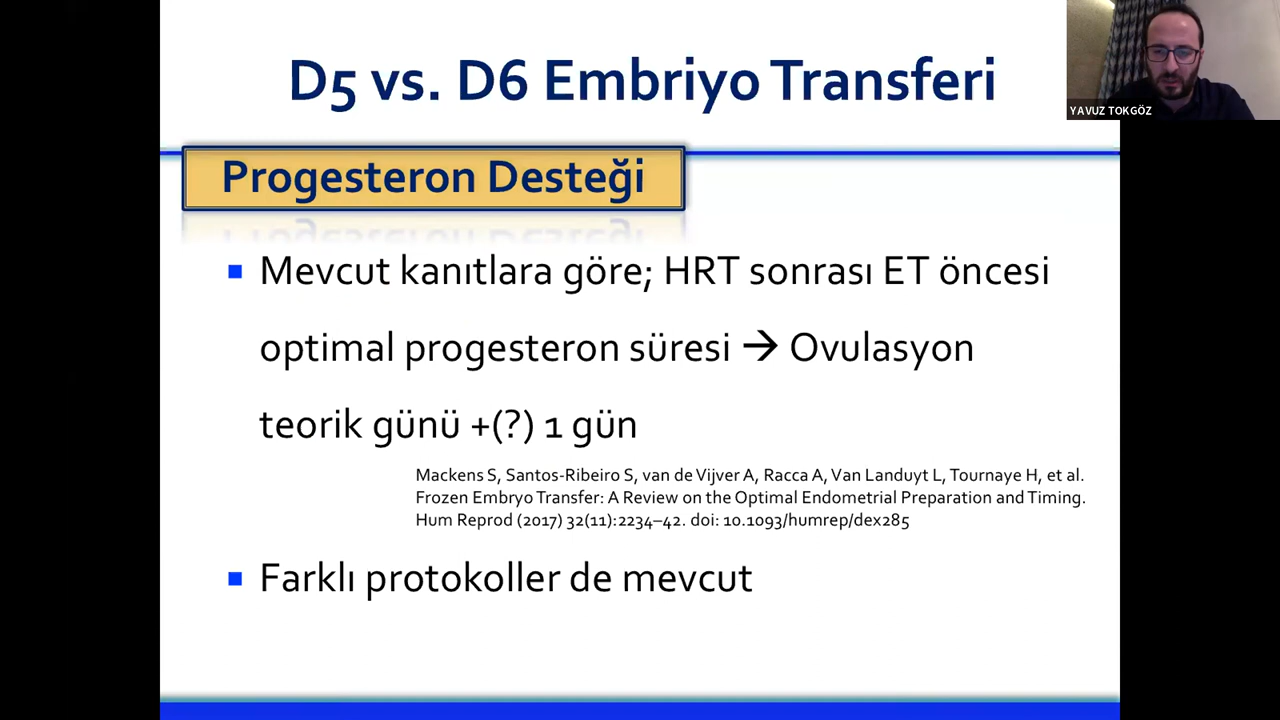 D5 vs. D6 Embriyo Transferi
YAVUZ TOKGÖZ
Progesteron Desteği
Mevcut kanıtlara göre; HRT sonrası ET öncesi
optimal progesteron süresi → Ovulasyon
teorik günü +(?) 1 gün
Mackens S, Santos-Ribeiro S, van de Vijver A, Racca A, Van Landuyt L, Tournaye H, et al.
Frozen Embryo Transfer: A Review on the Optimal Endometrial Preparation and Timing.
Hum Reprod (2017) 32(11):2234–42. doi: 10.1093/humrep/dex285
Farklı protokoller de mevcut